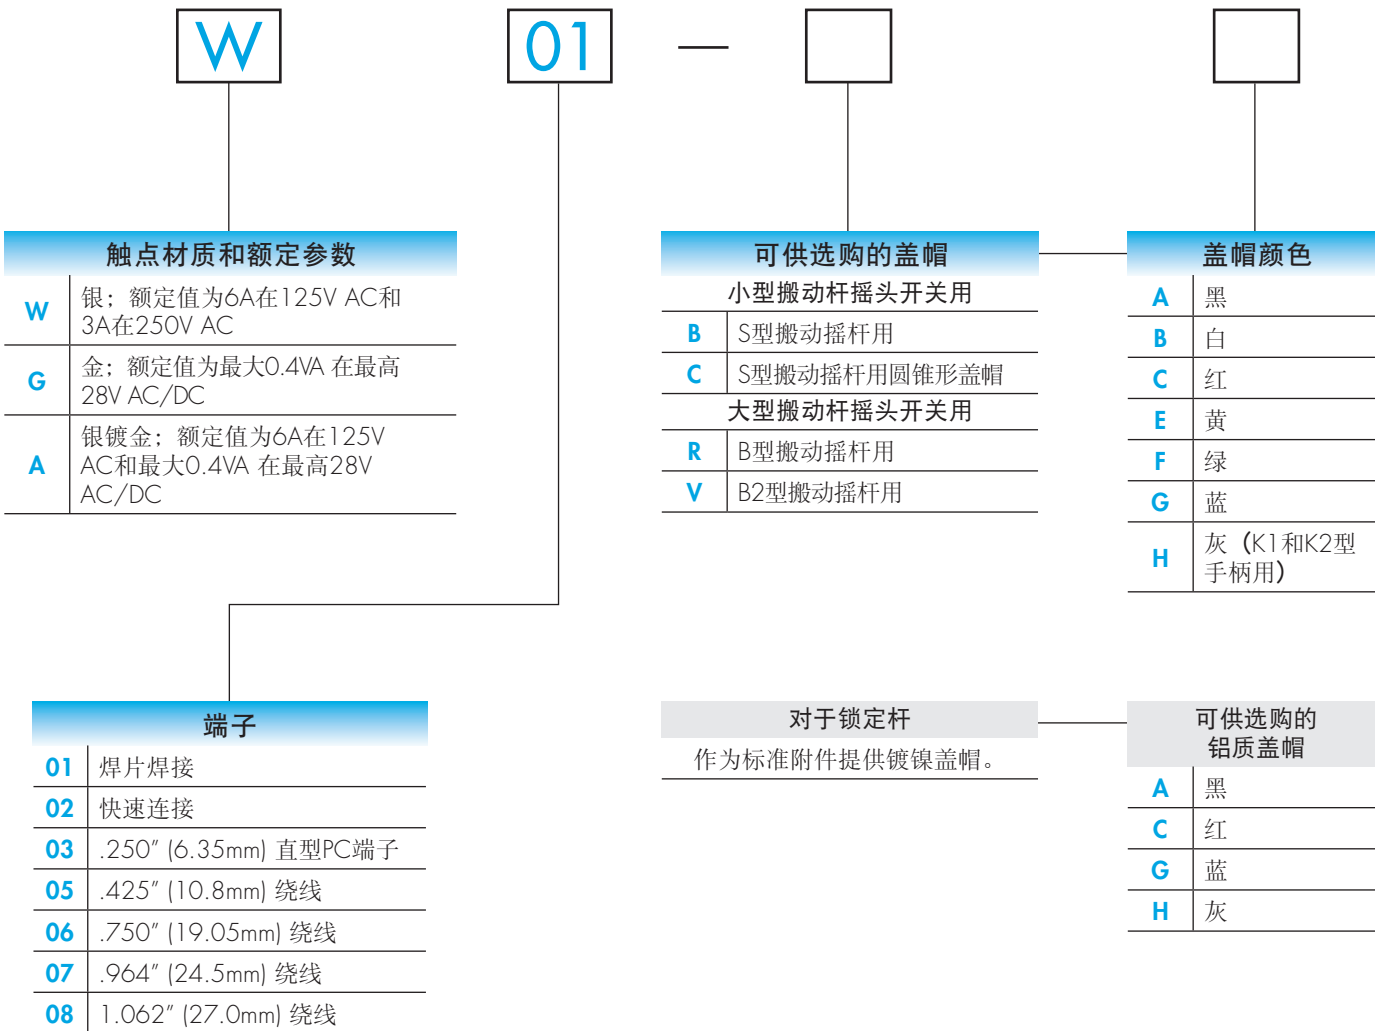 W 01 —
触点材质和额定参数
W 银；额定值为6A在125V AC和
3A在250V AC
G 金；额定值为最大0.4VA 在最高
28V AC/DC
A 银镀金；额定值为6A在125V
AC和最大0.4VA 在最高28V
AC/DC
可供选购的盖帽
小型搬动杆摇头开关用
B S型搬动摇杆用
C S型搬动摇杆用圆锥形盖帽
大型搬动杆摇头开关用
R B型搬动摇杆用
V B2型搬动摇杆用
盖帽颜色
A 黑
B 白
C 红
E 黄
F 绿
G 蓝
H 灰（K1和K2型
手柄用）
端子
01 焊片焊接
02 快速连接
03 .250" (6.35mm) 直型PC端子
05 .425" (10.8mm) 绕线
06 .750" (19.05mm) 绕线
07 .964" (24.5mm) 绕线
08 1.062" (27.0mm) 绕线
对于锁定杆
作为标准附件提供镀镍盖帽。
可供选购的
铝质盖帽
A 黑
C 红
G 蓝
H 灰